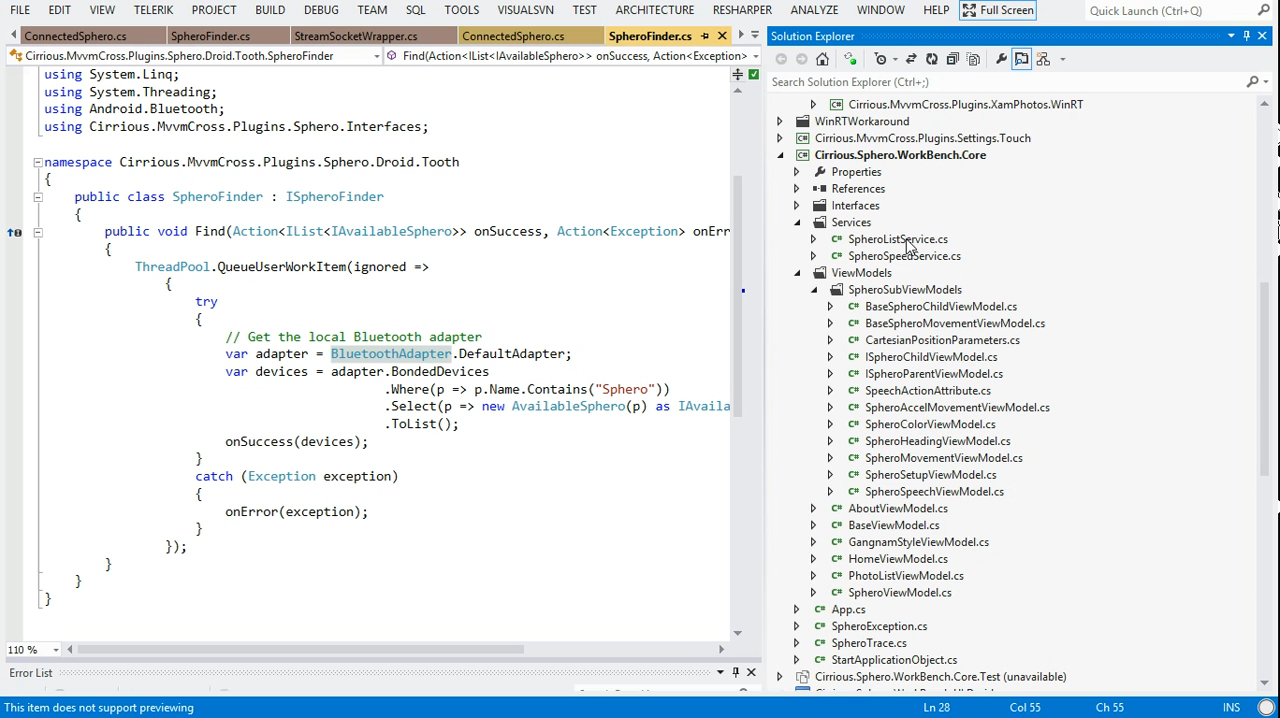 FILE EDIT VIEW TELERIK PROJECT BUILD DEBUG TEAM SQL TOOLS VISUALSVN TEST ARCHITECTURE RESHARPER ANALYZE WINDOW HELP Full Screen Quick Launch (Ctrl+Q)
ConnectedSphero.cs SpheroFinder.cs StreamSocketWrapper.cs ConnectedSphero.cs SpheroFinder.cs
Cirrious.MvvmCross.Plugins.Sphero.Droid.Tooth.SpheroFinder Find(Action<IList<IAvailableSphero>> onSuccess, Action<Exception>
using System.Linq;
using System.Threading;
using Android.Bluetooth;
using Cirrious.MvvmCross.Plugins.Sphero.Interfaces;
namespace Cirrious.MvvmCross.Plugins.Sphero.Droid.Tooth
{
public class SpheroFinder : ISpheroFinder
{
public void Find(Action<IList<IAvailableSphero>> onSuccess, Action<Exception> onErr
{
ThreadPool.QueueUserWorkItem(ignored =>
{
try
{
// Get the local Bluetooth adapter
var adapter = BluetoothAdapter.DefaultAdapter;
var devices = adapter.BondedDevices
.Where(p => p.Name.Contains("Sphero"))
.Select(p => new AvailableSphero(p) as IAvaila
.ToList();
onSuccess(devices);
}
catch (Exception exception)
{
onError(exception);
}
});
}
}
}
110 %
Error List
Solution Explorer
Search Solution Explorer (Ctrl+;)
Cirrious.MvvmCross.Plugins.XamPhotos.WinRT
WinRTWorkaround
Cirrious.MvvmCross.Plugins.Settings.Touch
Cirrious.Sphero.WorkBench.Core
Properties
References
Interfaces
Services
SpheroListService.cs
SpheroSpeedService.cs
ViewModels
SpheroSubViewModels
BaseSpheroChildViewModel.cs
BaseSpheroMovementViewModel.cs
CartesianPositionParameters.cs
ISpheroChildViewModel.cs
ISpheroParentViewModel.cs
SpeechActionAttribute.cs
SpheroAccelMovementViewModel.cs
SpheroColorViewModel.cs
SpheroHeadingViewModel.cs
SpheroMovementViewModel.cs
SpheroSetupViewModel.cs
SpheroSpeechViewModel.cs
AboutViewModel.cs
BaseViewModel.cs
GangnamStyleViewModel.cs
HomeViewModel.cs
PhotoListViewModel.cs
SpheroViewModel.cs
App.cs
SpheroException.cs
SpheroTrace.cs
StartApplicationObject.cs
Cirrious.Sphero.WorkBench.Core.Test (unavailable)
This item does not support previewing Ln 28 Col 55 Ch 55 INS